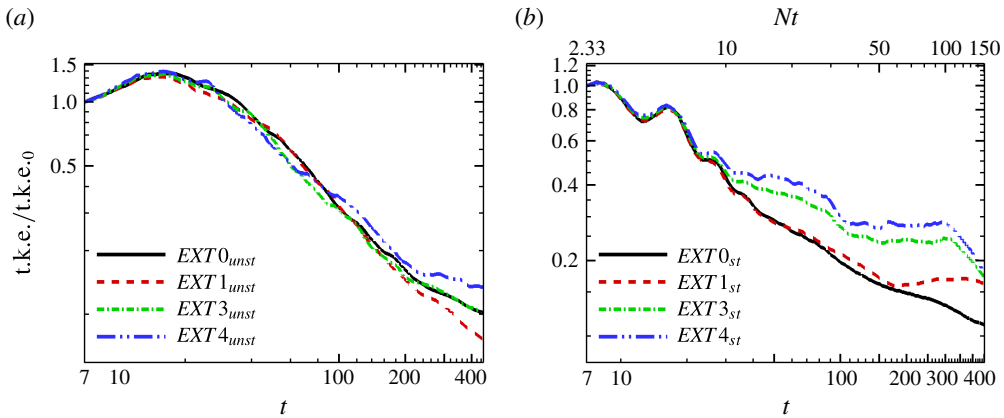 (a)
t.k.e./t.k.e.₀
1.5
1.0
0.5
EXT0unst
EXT1unst
EXT3unst
EXT4unst
7 10 100 200 400
t
(b)
Nt
2.33 10 50 100 150
1.2
1.0
0.8
0.6
0.4
0.2
EXT0st
EXT1st
EXT3st
EXT4st
7 10 100 200 300 400
t